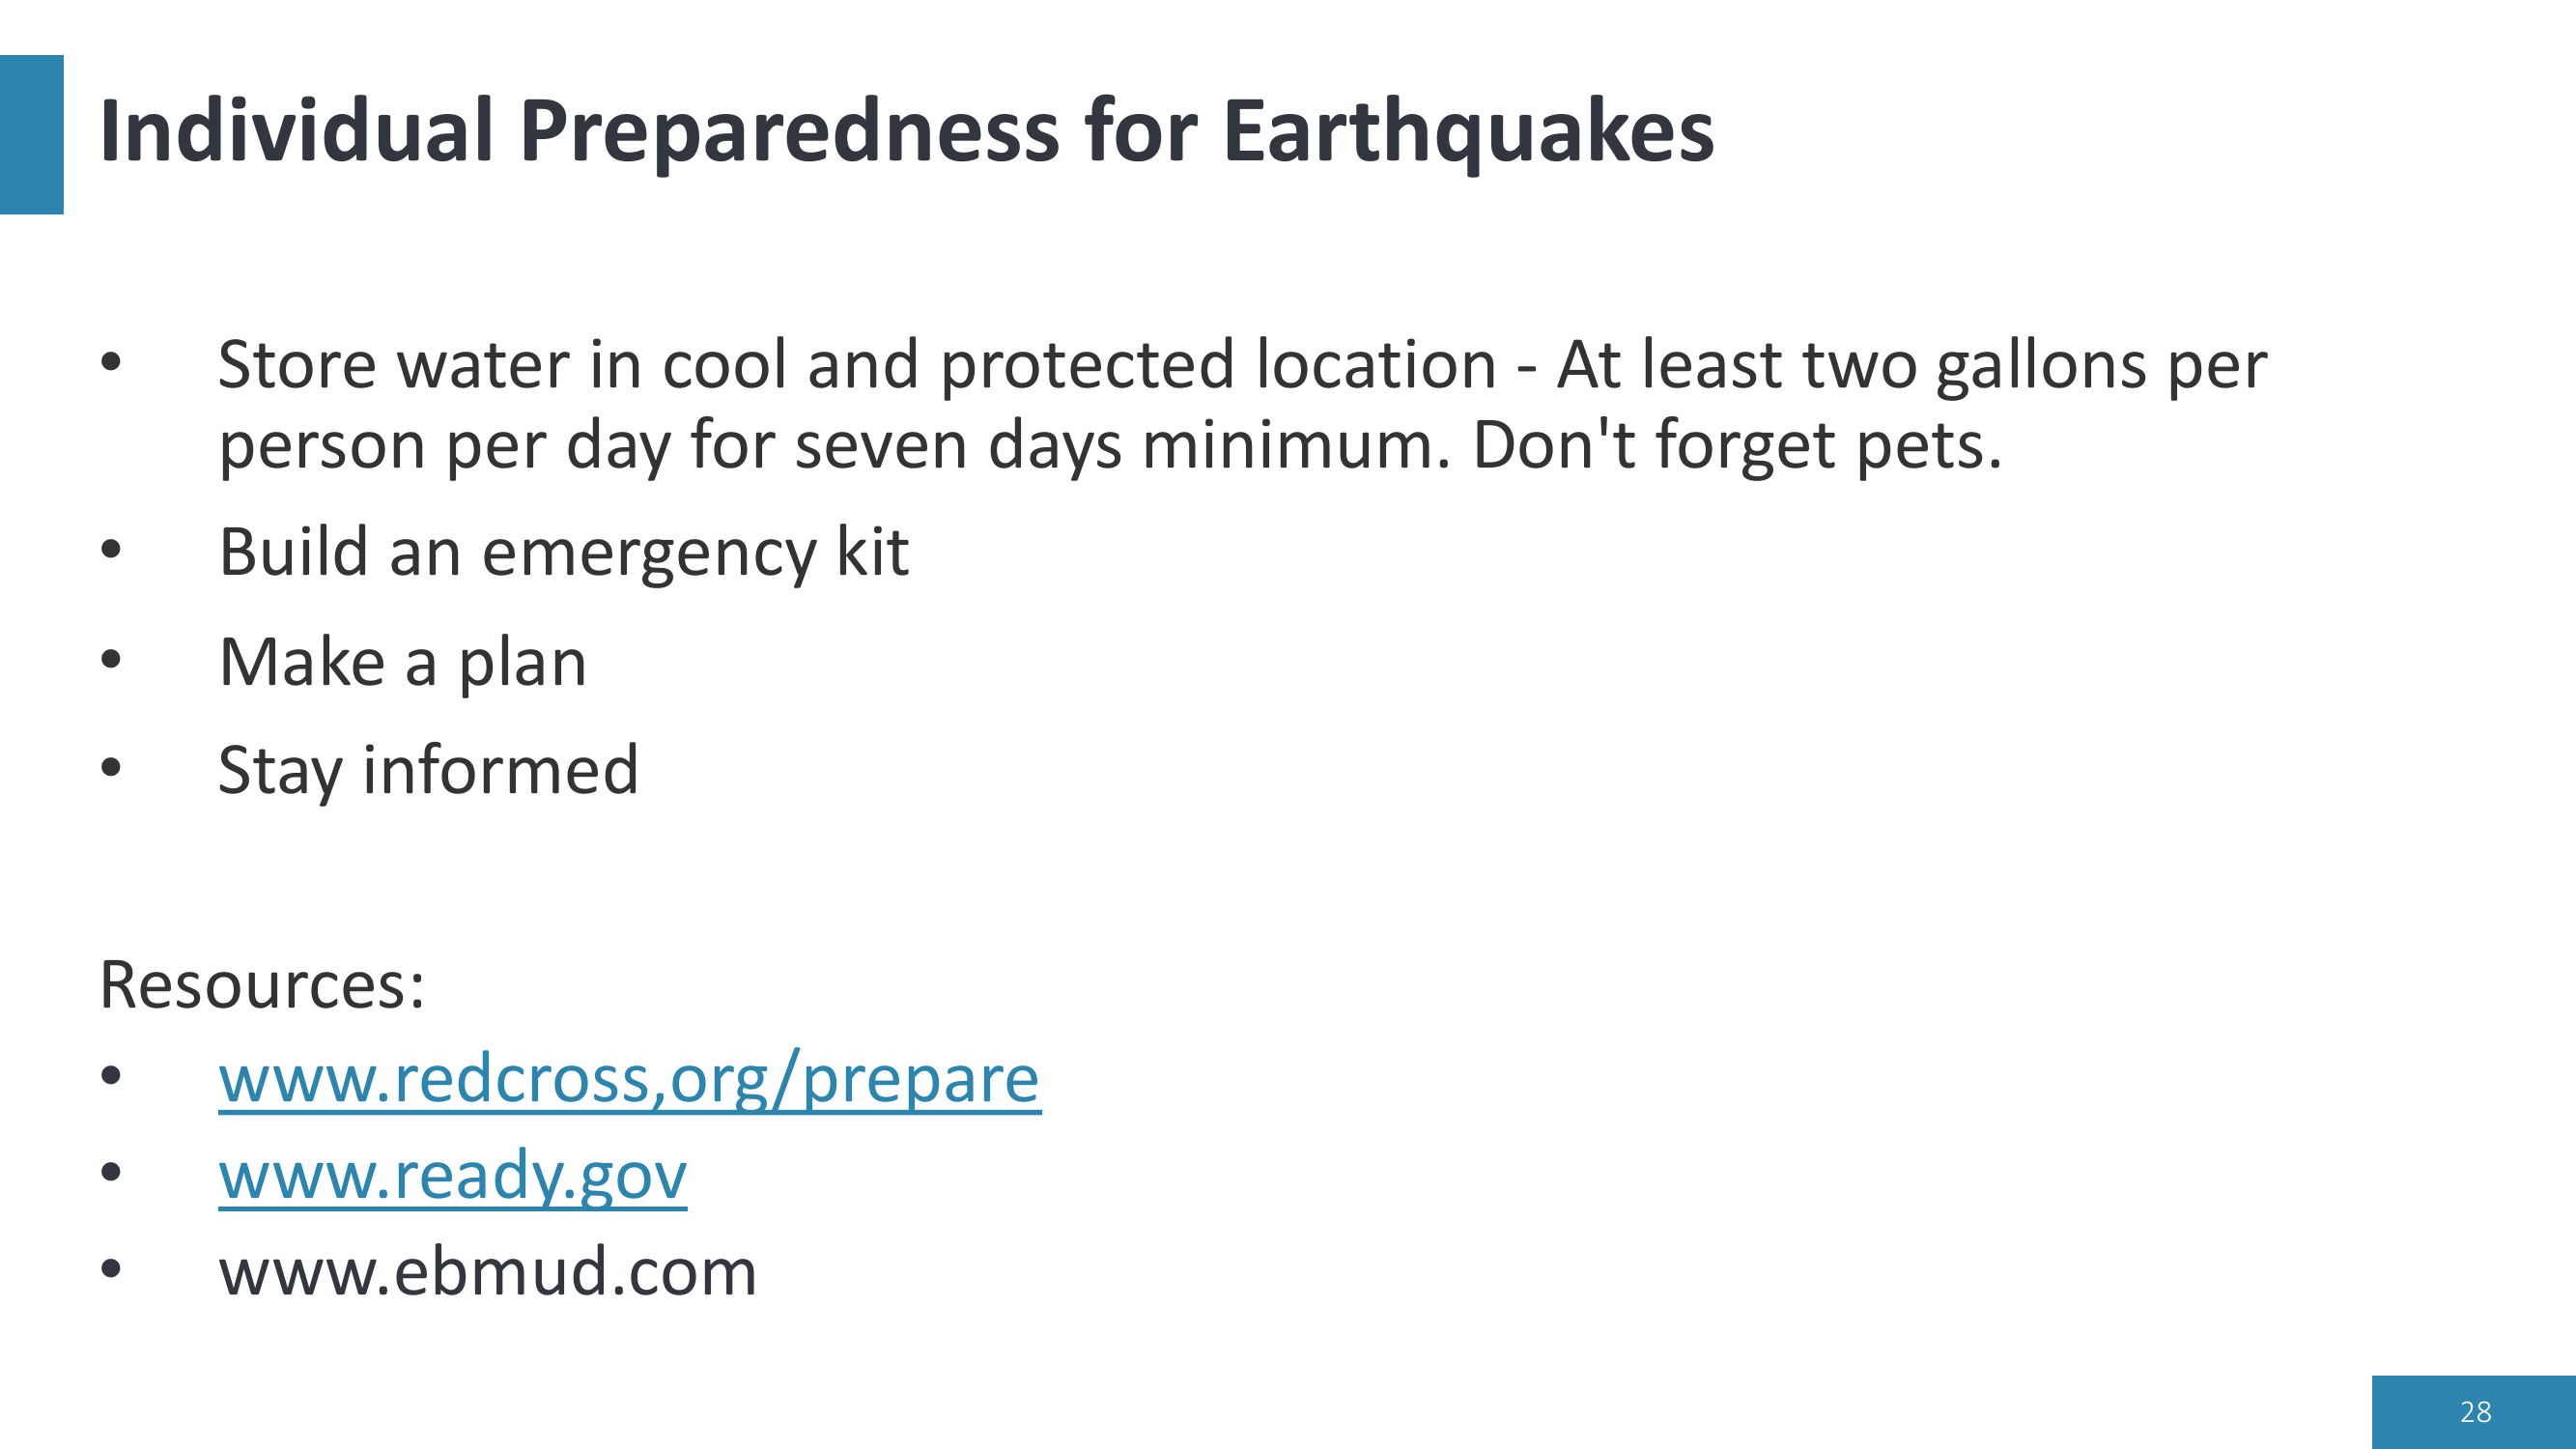 Individual Preparedness for Earthquakes
• Store water in cool and protected location - At least two gallons per
person per day for seven days minimum. Don't forget pets.
• Build an emergency kit
• Make a plan
• Stay informed
Resources:
• www.redcross,org/prepare
• www.ready.gov
• www.ebmud.com
28